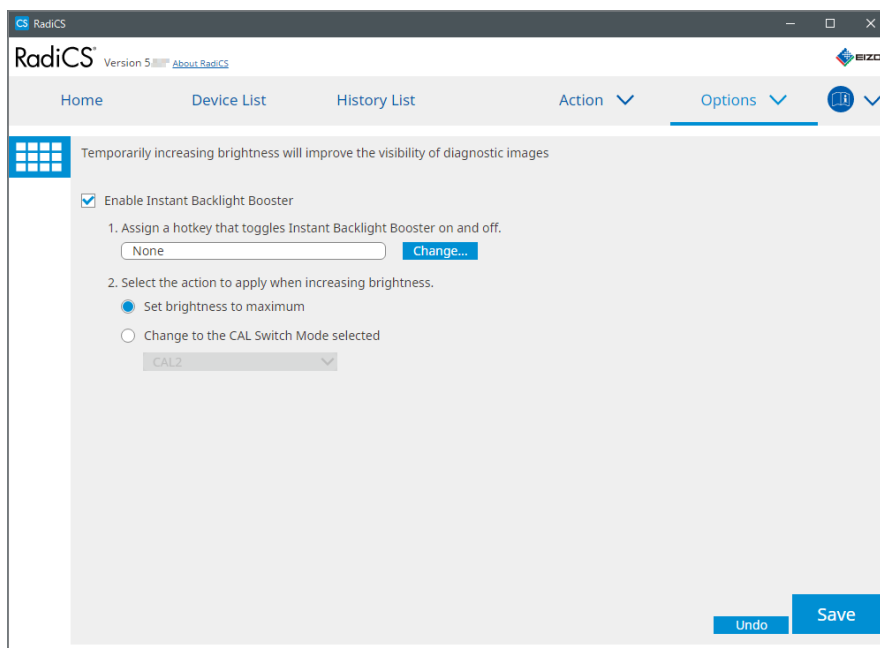 CS RadiCS
RadiCS® Version 5. About RadiCS
EIZO
Home Device List History List Action Options
Temporarily increasing brightness will improve the visibility of diagnostic images
Enable Instant Backlight Booster
1. Assign a hotkey that toggles Instant Backlight Booster on and off.
None Change...
2. Select the action to apply when increasing brightness.
Set brightness to maximum
Change to the CAL Switch Mode selected
CAL2
Save
Undo